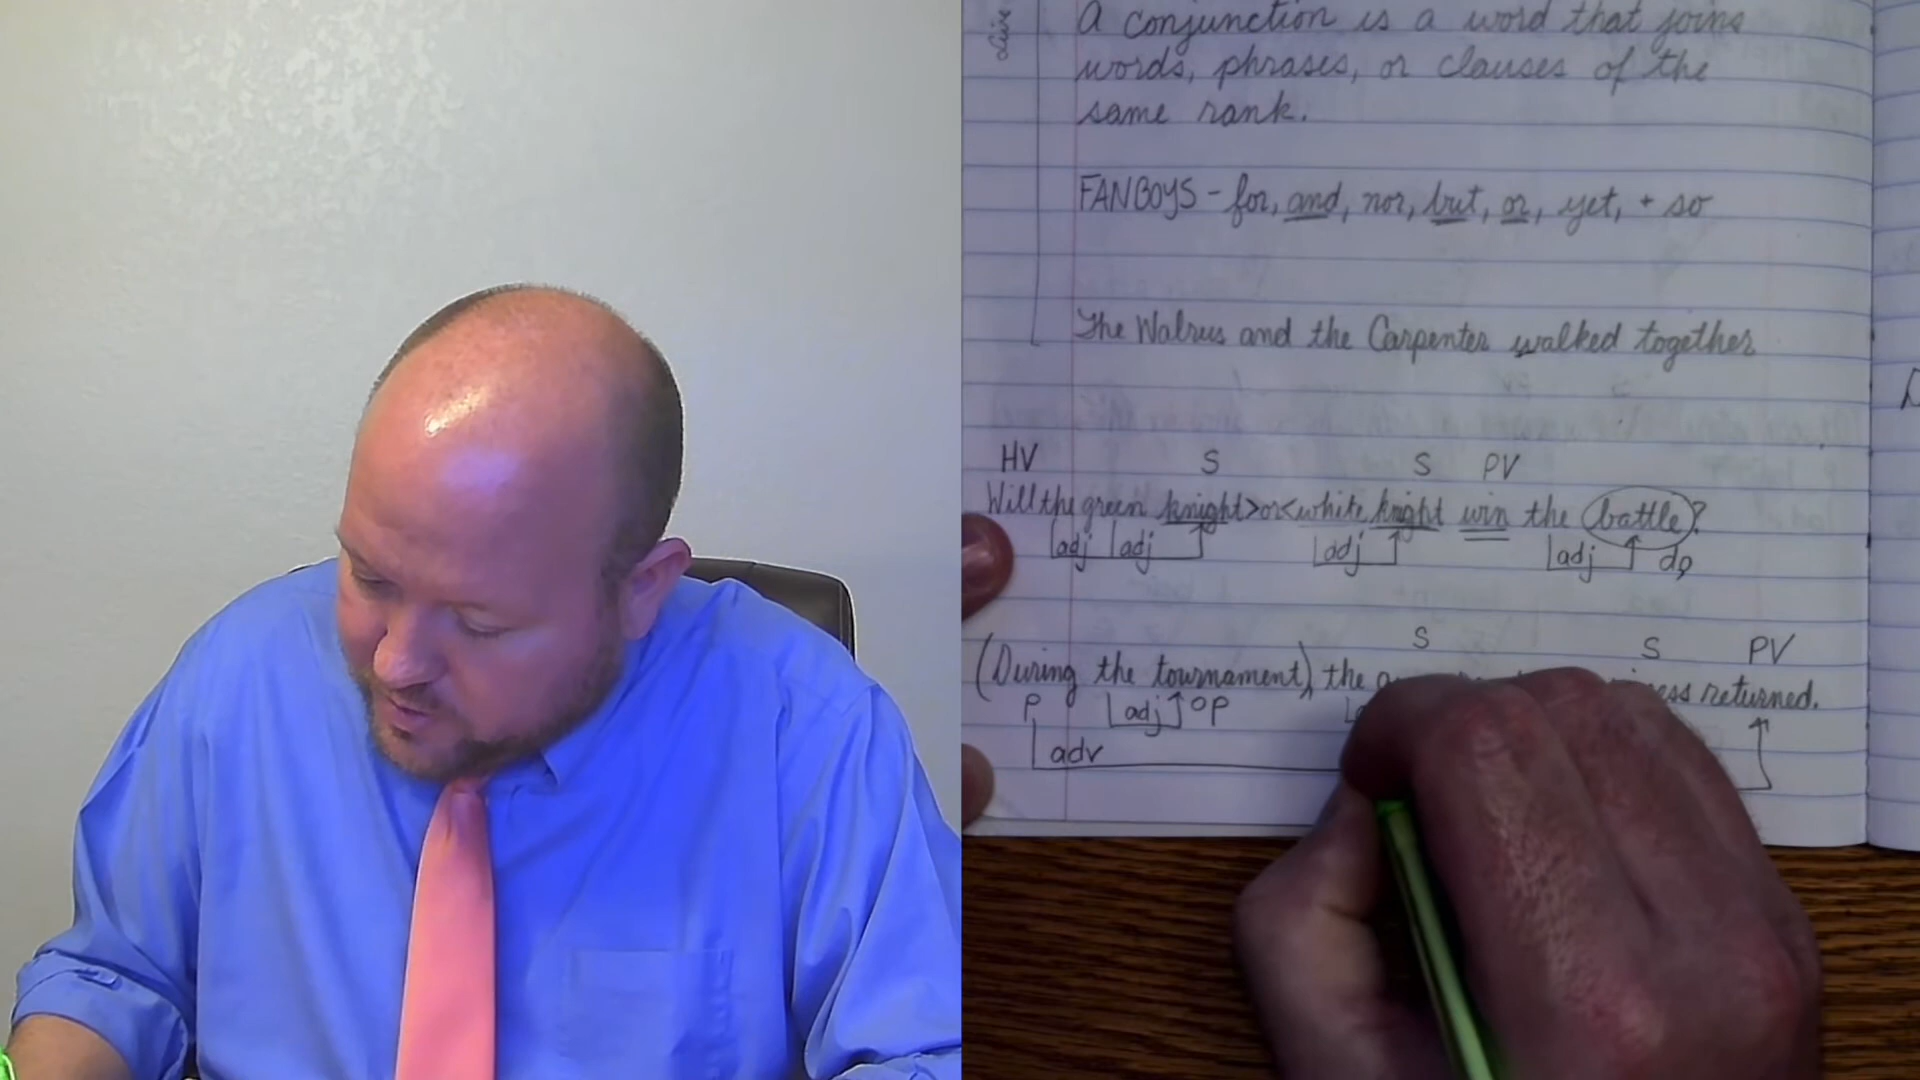 A conjunction is a word that joins
words, phrases, or clauses of the
same rank.
FANBOYS - for, and, nor, but, or, yet, + so
The Walrus and the Carpenter walked together
HV S S PV
Will the green knight>or<white knight win the battle?
adj adj adj adj do
S S PV
(During the tournament), the returned.
P adj OP
adv